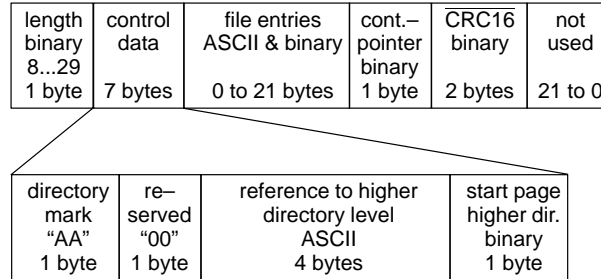 length
binary
8...29
1 byte
control
data
7 bytes
file entries
ASCII & binary
0 to 21 bytes
cont.–
pointer
binary
1 byte
CRC16
binary
2 bytes
not
used
21 to 0
directory
mark
“AA”
1 byte
re–
served
“00”
1 byte
reference to higher
directory level
ASCII
4 bytes
start page
higher dir.
binary
1 byte